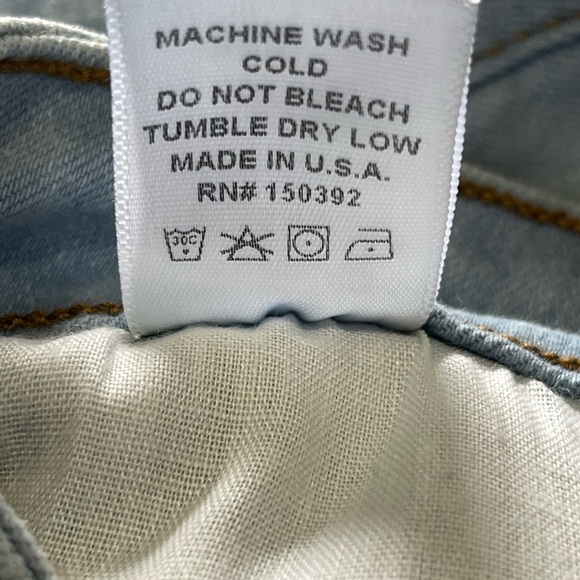 MACHINE WASH
COLD
DO NOT BLEACH
TUMBLE DRY LOW
MADE IN U.S.A.
RN# 150392
30C